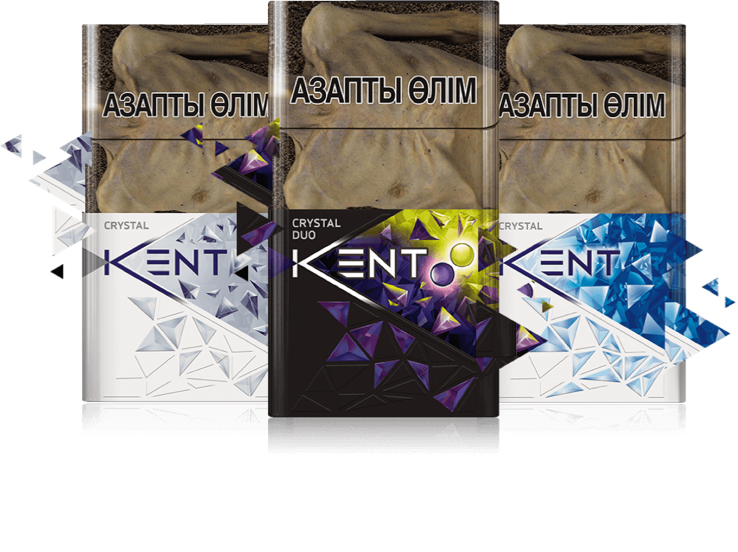 АЗАПТЫ ӨЛІМ
CRYSTAL
KENT
АЗАПТЫ ӨЛІМ
CRYSTAL
DUO
KENT
АЗАПТЫ ӨЛІМ
CRYSTAL
KENT